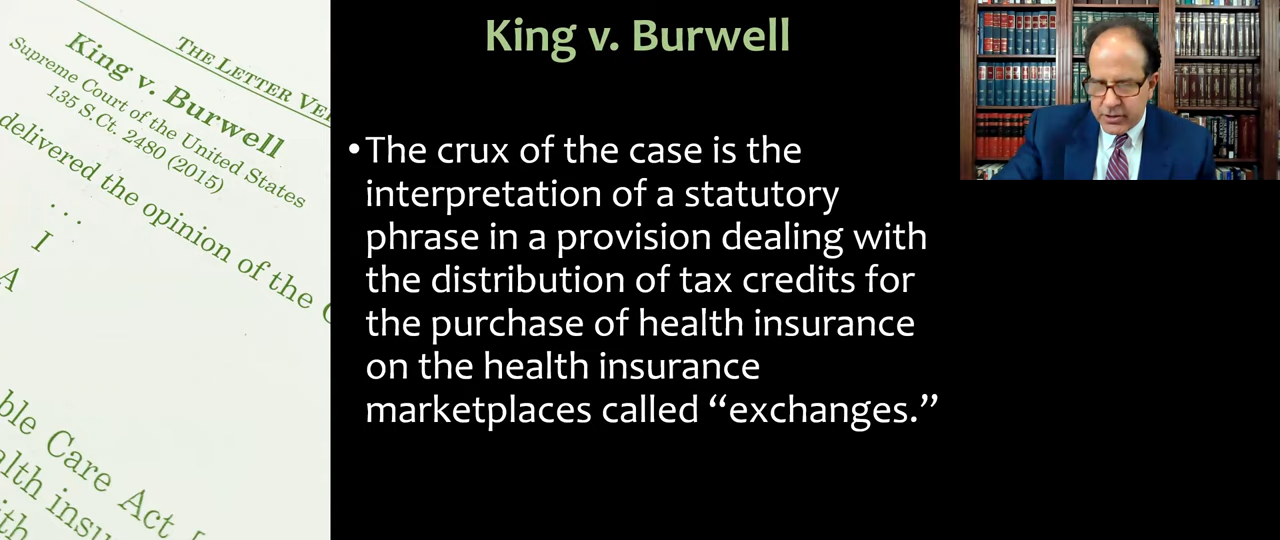 King v. Burwell
THE LETTER VE
King v. Burwell
Supreme Court of the United States
135 S.Ct. 2480 (2015)
delivered the opinion of the
. . .
I
A
ble Care Act
alth insu
ith
•The crux of the case is the
interpretation of a statutory
phrase in a provision dealing with
the distribution of tax credits for
the purchase of health insurance
on the health insurance
marketplaces called “exchanges.”